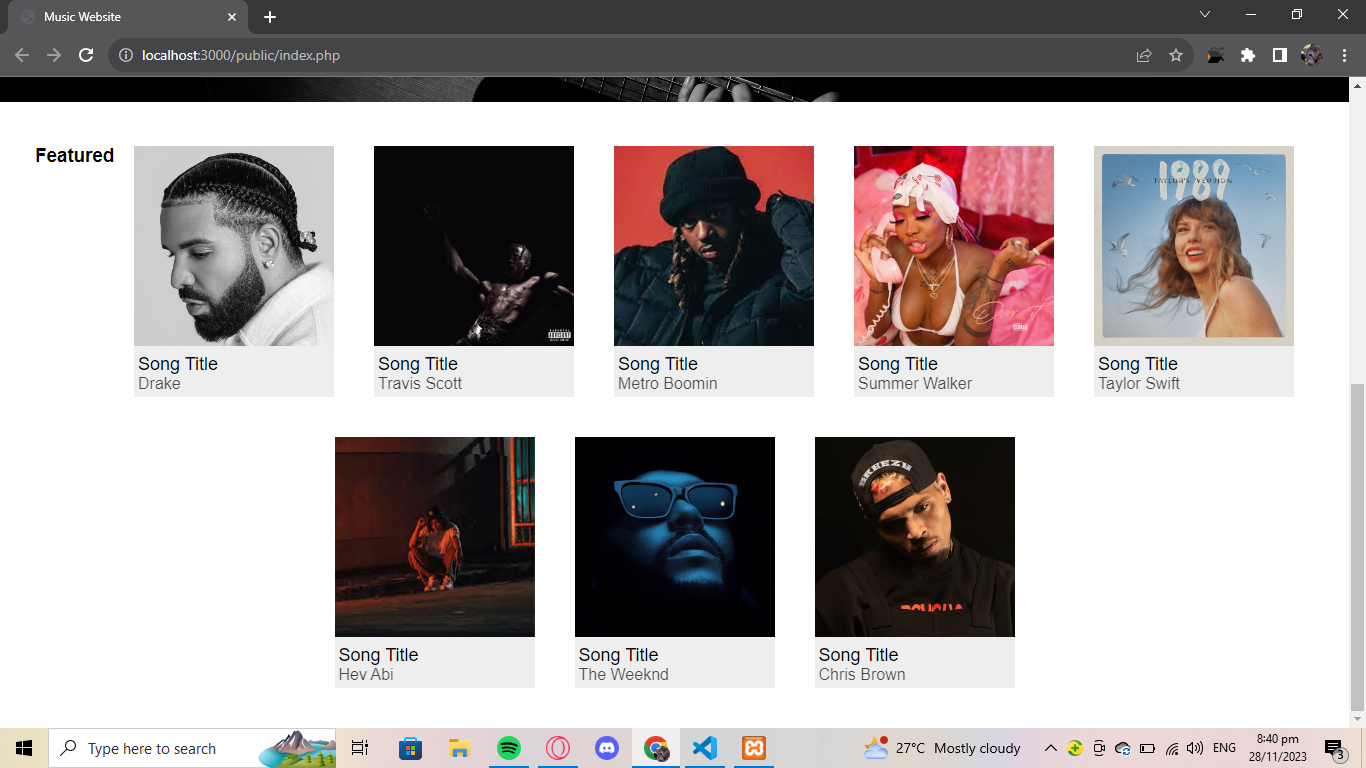 Music Website
localhost:3000/public/index.php
Featured
1989
TAYLOR'S VERSION
Over It
Song Title
Drake
Song Title
Travis Scott
Song Title
Metro Boomin
Song Title
Summer Walker
Song Title
Taylor Swift
BREEZY
Song Title
Hev Abi
Song Title
The Weeknd
Song Title
Chris Brown
Type here to search
27°C Mostly cloudy
ENG
8:40 pm
28/11/2023
3